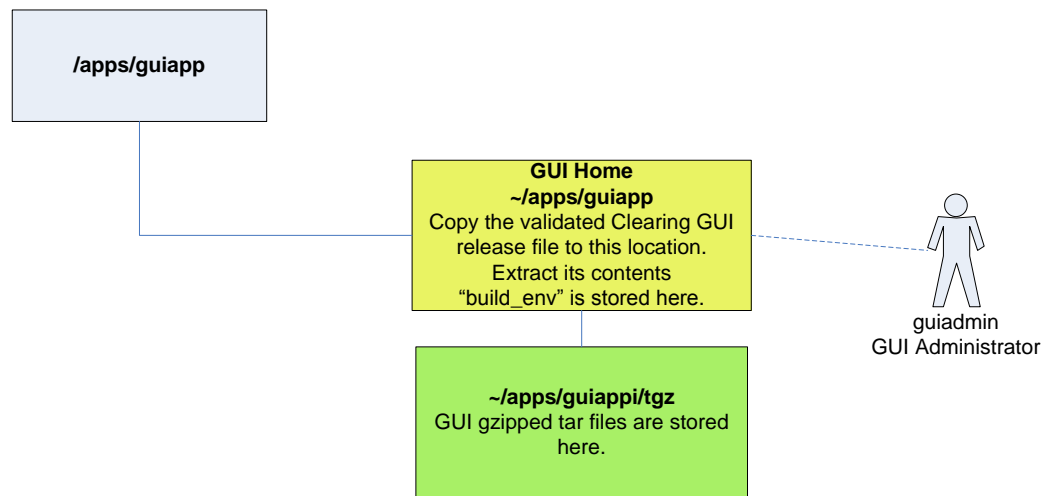 /apps/guiapp
GUI Home
~/apps/guiapp
Copy the validated Clearing GUI
release file to this location.
Extract its contents
“build_env” is stored here.
guiadmin
GUI Administrator
~/apps/guiappi/tgz
GUI gzipped tar files are stored
here.